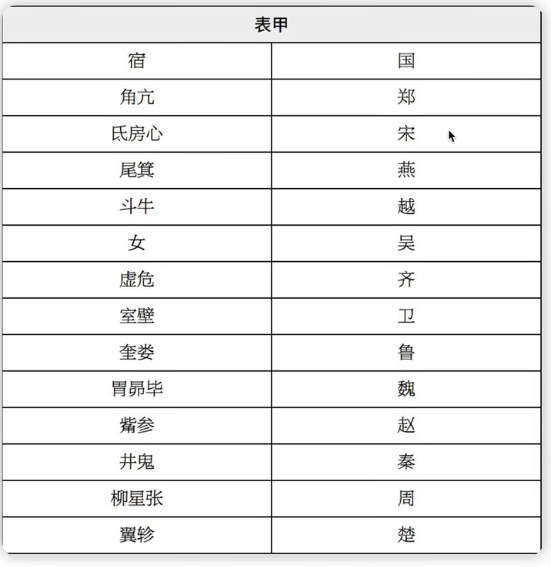 表甲
宿 国
角亢 郑
氐房心 宋
尾箕 燕
斗牛 越
女 吴
虚危 齐
室壁 卫
奎娄 鲁
胃昴毕 魏
觜参 赵
井鬼 秦
柳星张 周
翼轸 楚